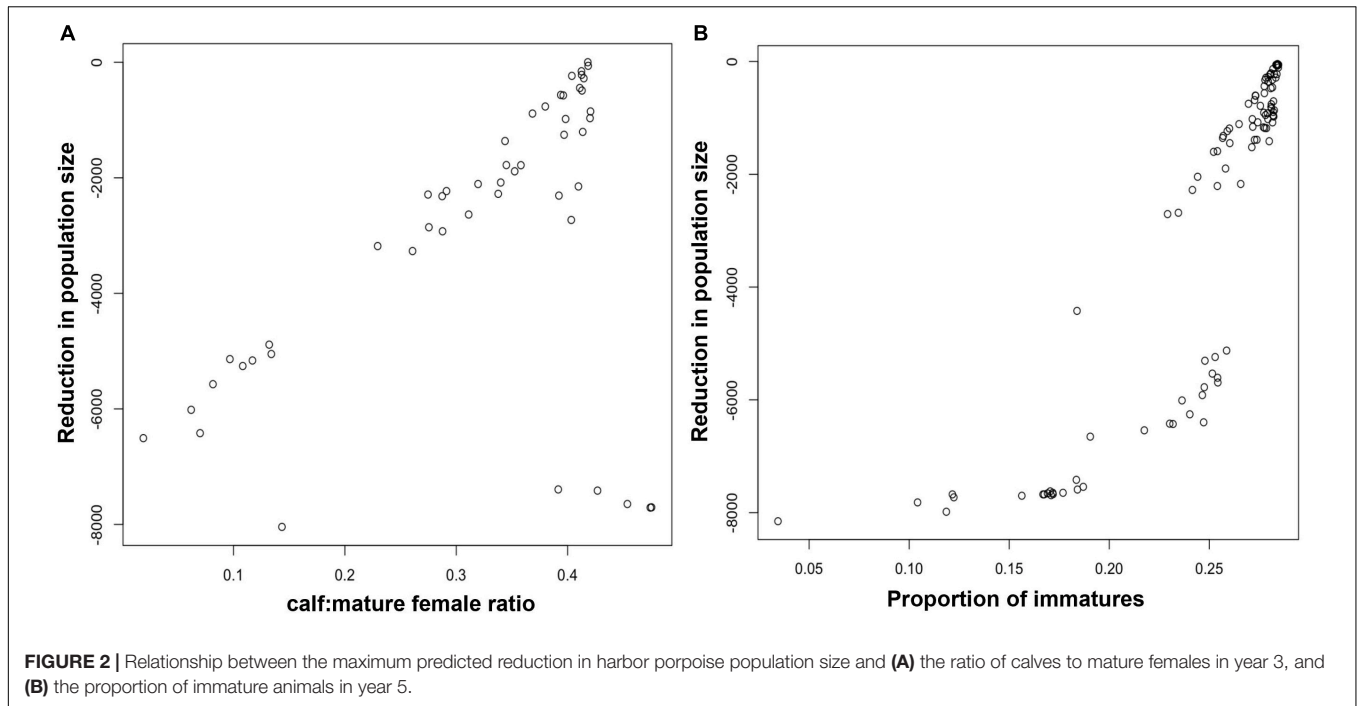 A
B
Reduction in population size
0
-2000
-4000
-6000
-8000
0.1 0.2 0.3 0.4
calf:mature female ratio
Reduction in population size
0
-2000
-4000
-6000
-8000
0.05 0.10 0.15 0.20 0.25
Proportion of immatures
FIGURE 2 | Relationship between the maximum predicted reduction in harbor porpoise population size and (A) the ratio of calves to mature females in year 3, and
(B) the proportion of immature animals in year 5.